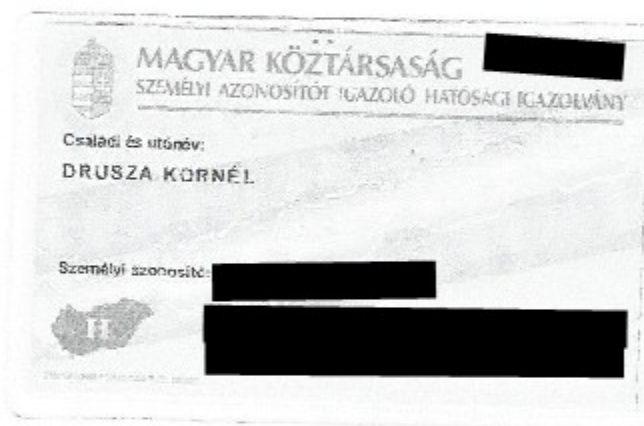 MAGYAR KÖZTÁRSASÁG
SZEMÉLYI AZONOSÍTÓT IGAZOLÓ HATÓSÁGI IGAZOLVÁNY
Családi és utónév:
DRUSZA KORNÉL
Személyi azonosító:
H